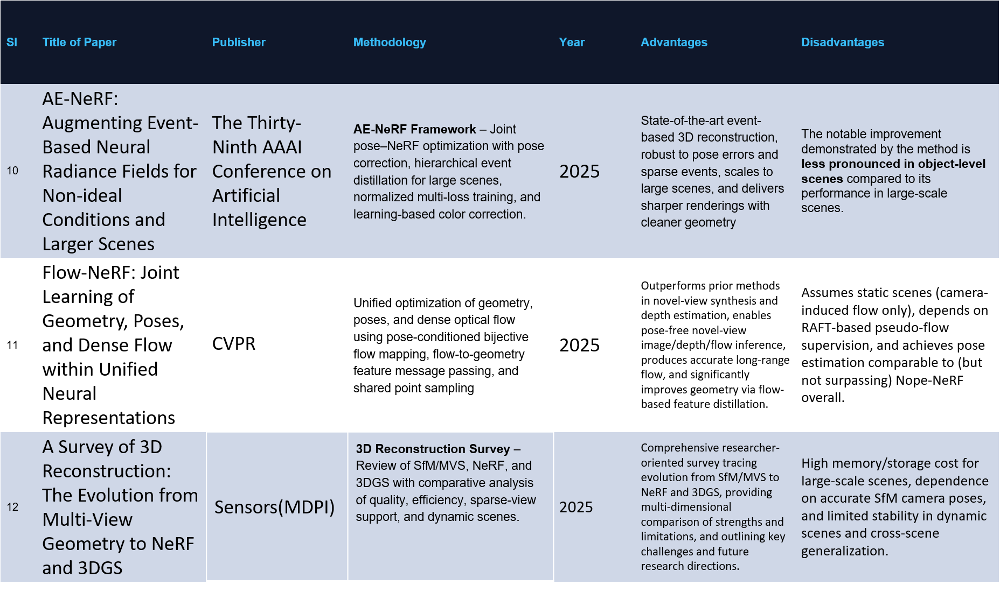 Sl
Title of Paper
Publisher
Methodology
Year
Advantages
Disadvantages
10
AE-NeRF:
Augmenting Event-
Based Neural
Radiance Fields for
Non-ideal
Conditions and
Larger Scenes
The Thirty-
Ninth AAAI
Conference on
Artificial
Intelligence
AE-NeRF Framework – Joint
pose–NeRF optimization with pose
correction, hierarchical event
distillation for large scenes,
normalized multi-loss training, and
learning-based color correction.
2025
State-of-the-art event-
based 3D reconstruction,
robust to pose errors and
sparse events, scales to
large scenes, and delivers
sharper renderings with
cleaner geometry
The notable improvement
demonstrated by the method is
less pronounced in object-level
scenes compared to its
performance in large-scale
scenes.
11
Flow-NeRF: Joint
Learning of
Geometry, Poses,
and Dense Flow
within Unified
Neural
Representations
CVPR
Unified optimization of geometry,
poses, and dense optical flow
using pose-conditioned bijective
flow mapping, flow-to-geometry
feature message passing, and
shared point sampling
2025
Outperforms prior methods
in novel-view synthesis and
depth estimation, enables
pose-free novel-view
image/depth/flow inference,
produces accurate long-range
flow, and significantly
improves geometry via flow-
based feature distillation.
Assumes static scenes (camera-
induced flow only), depends on
RAFT-based pseudo-flow
supervision, and achieves pose
estimation comparable to (but
not surpassing) Nope-NeRF
overall.
12
A Survey of 3D
Reconstruction:
The Evolution from
Multi-View
Geometry to NeRF
and 3DGS
Sensors(MDPI)
3D Reconstruction Survey –
Review of SfM/MVS, NeRF, and
3DGS with comparative analysis
of quality, efficiency, sparse-view
support, and dynamic scenes.
2025
Comprehensive researcher-
oriented survey tracing
evolution from SfM/MVS to
NeRF and 3DGS, providing
multi-dimensional
comparison of strengths and
limitations, and outlining key
challenges and future
research directions.
High memory/storage cost for
large-scale scenes, dependence
on accurate SfM camera poses,
and limited stability in dynamic
scenes and cross-scene
generalization.